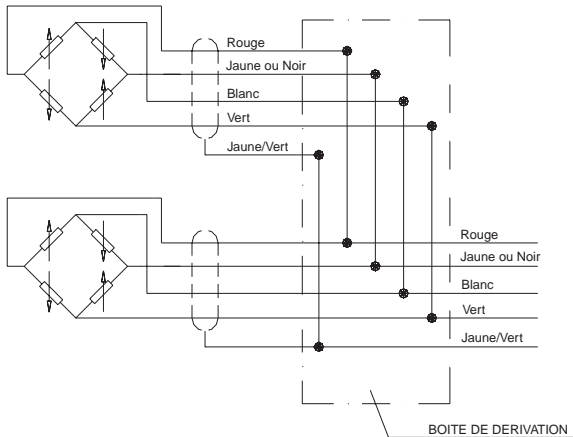 Rouge
Jaune ou Noir
Blanc
Vert
Jaune/Vert
Rouge
Jaune ou Noir
Blanc
Vert
Jaune/Vert
BOITE DE DERIVATION